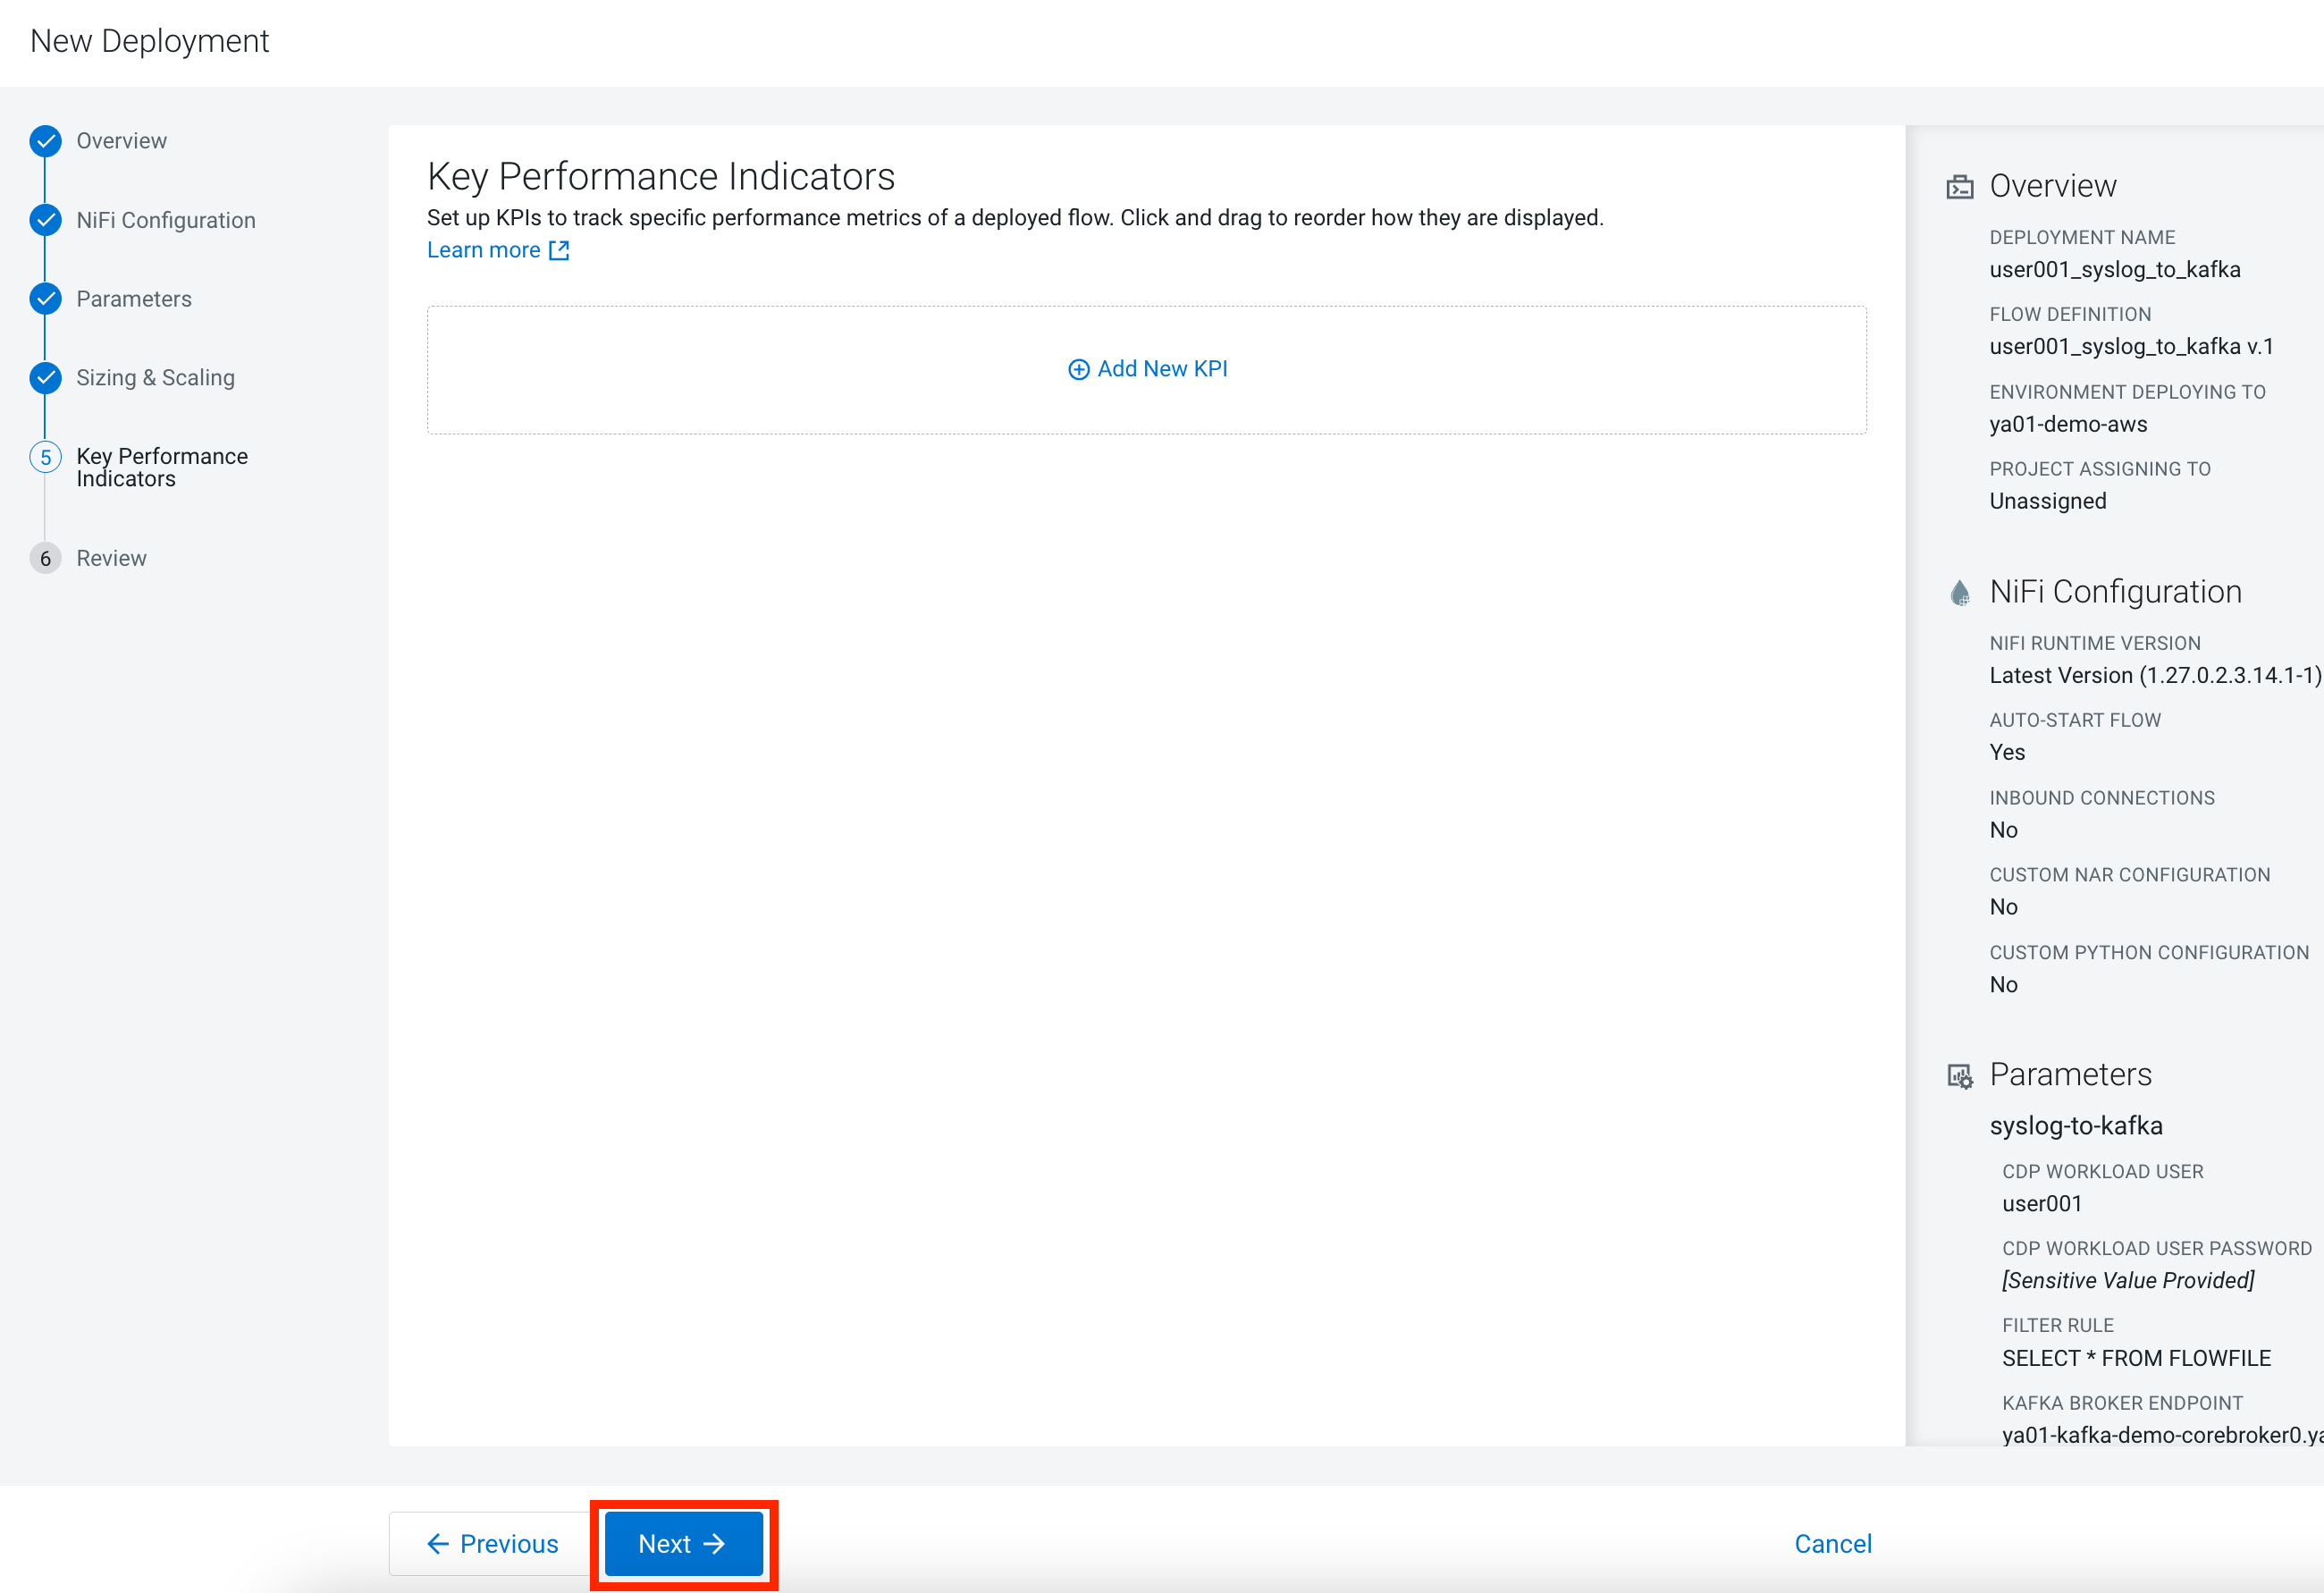 New Deployment
Overview
NiFi Configuration
Parameters
Sizing & Scaling
5
Key Performance
Indicators
6
Review
Key Performance Indicators
Set up KPIs to track specific performance metrics of a deployed flow. Click and drag to reorder how they are displayed.
Learn more
Add New KPI
Overview
DEPLOYMENT NAME
user001_syslog_to_kafka
FLOW DEFINITION
user001_syslog_to_kafka v.1
ENVIRONMENT DEPLOYING TO
ya01-demo-aws
PROJECT ASSIGNING TO
Unassigned
NiFi Configuration
NIFI RUNTIME VERSION
Latest Version (1.27.0.2.3.14.1-1)
AUTO-START FLOW
Yes
INBOUND CONNECTIONS
No
CUSTOM NAR CONFIGURATION
No
CUSTOM PYTHON CONFIGURATION
No
Parameters
syslog-to-kafka
CDP WORKLOAD USER
user001
CDP WORKLOAD USER PASSWORD
[Sensitive Value Provided]
FILTER RULE
SELECT * FROM FLOWFILE
KAFKA BROKER ENDPOINT
ya01-kafka-demo-corebroker0.ya
Previous
Next
Cancel